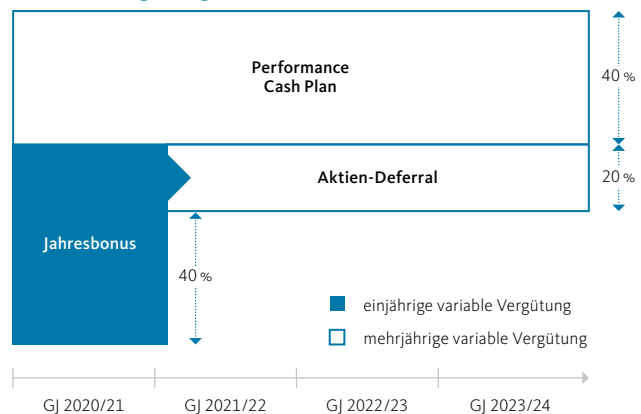 Performance
Cash Plan
40 %
Aktien-Deferral
20 %
Jahresbonus
40 %
einjährige variable Vergütung
mehrjährige variable Vergütung
GJ 2020/21
GJ 2021/22
GJ 2022/23
GJ 2023/24